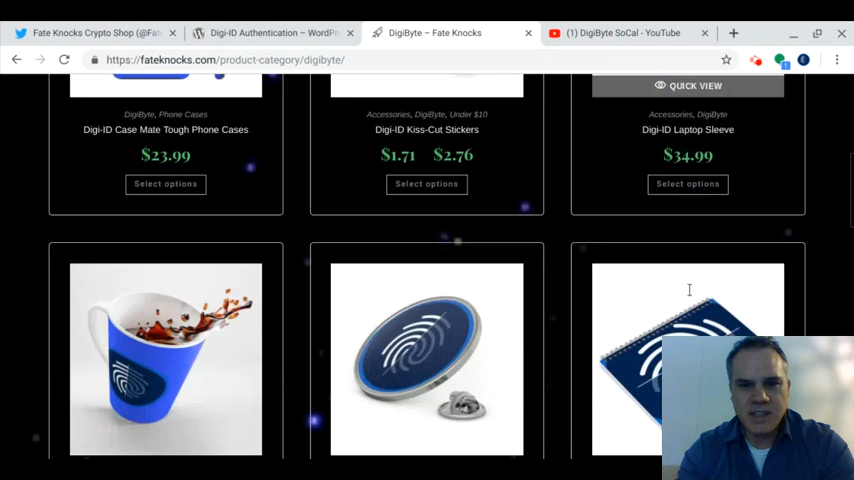 Fate Knocks Crypto Shop (@Fat
Digi-ID Authentication – WordPr
DigiByte – Fate Knocks
(1) DigiByte SoCal - YouTube
https://fateknocks.com/product-category/digibyte/
QUICK VIEW
DigiByte, Phone Cases
Digi-ID Case Mate Tough Phone Cases
$23.99
Select options
Accessories, DigiByte, Under $10
Digi-ID Kiss-Cut Stickers
$1.71 $2.76
Select options
Accessories, DigiByte
Digi-ID Laptop Sleeve
$34.99
Select options